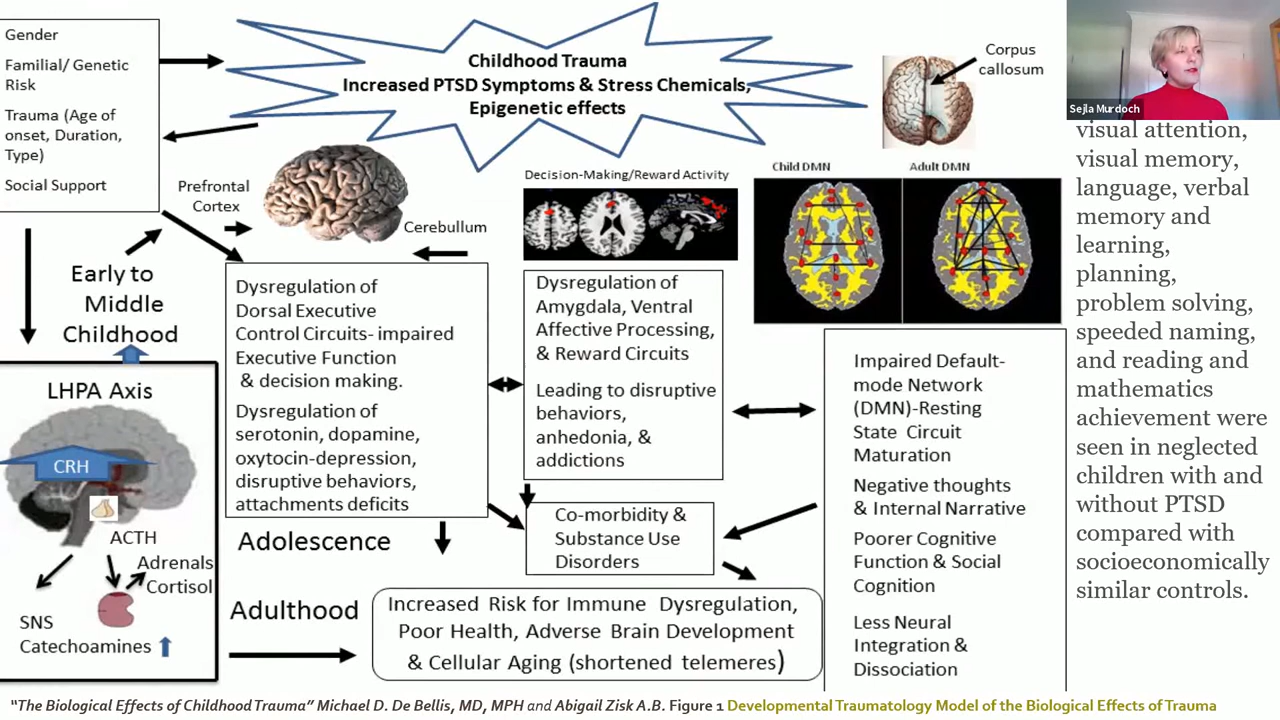 Gender
Familial/ Genetic
Risk
Trauma (Age of
onset, Duration,
Type)
Social Support
Childhood Trauma
Increased PTSD Symptoms & Stress Chemicals,
Epigenetic effects
Corpus
callosum
Sejla Murdoch
Prefrontal
Cortex
Cerebullum
Decision-Making/Reward Activity
Child DMN
Adult DMN
Early to
Middle
Childhood
LHPA Axis
CRH
ACTH
Adrenals
Cortisol
SNS
Catechoamines
Dysregulation of
Dorsal Executive
Control Circuits- impaired
Executive Function
& decision making.
Dysregulation of
serotonin, dopamine,
oxytocin-depression,
disruptive behaviors,
attachments deficits
Dysregulation of
Amygdala, Ventral
Affective Processing,
& Reward Circuits
Leading to disruptive
behaviors,
anhedonia, &
addictions
Impaired Default-
mode Network
(DMN)-Resting
State Circuit
Maturation
Negative thoughts
& Internal Narrative
Poorer Cognitive
Function & Social
Cognition
Less Neural
Integration &
Dissociation
Adolescence
Co-morbidity &
Substance Use
Disorders
Adulthood
Increased Risk for Immune Dysregulation,
Poor Health, Adverse Brain Development
& Cellular Aging (shortened telemeres)
visual attention,
visual memory,
language, verbal
memory and
learning,
planning,
problem solving,
speeded naming,
and reading and
mathematics
achievement were
seen in neglected
children with and
without PTSD
compared with
socioeconomically
similar controls.
"The Biological Effects of Childhood Trauma" Michael D. De Bellis, MD, MPH and Abigail Zisk A.B. Figure 1 Developmental Traumatology Model of the Biological Effects of Trauma